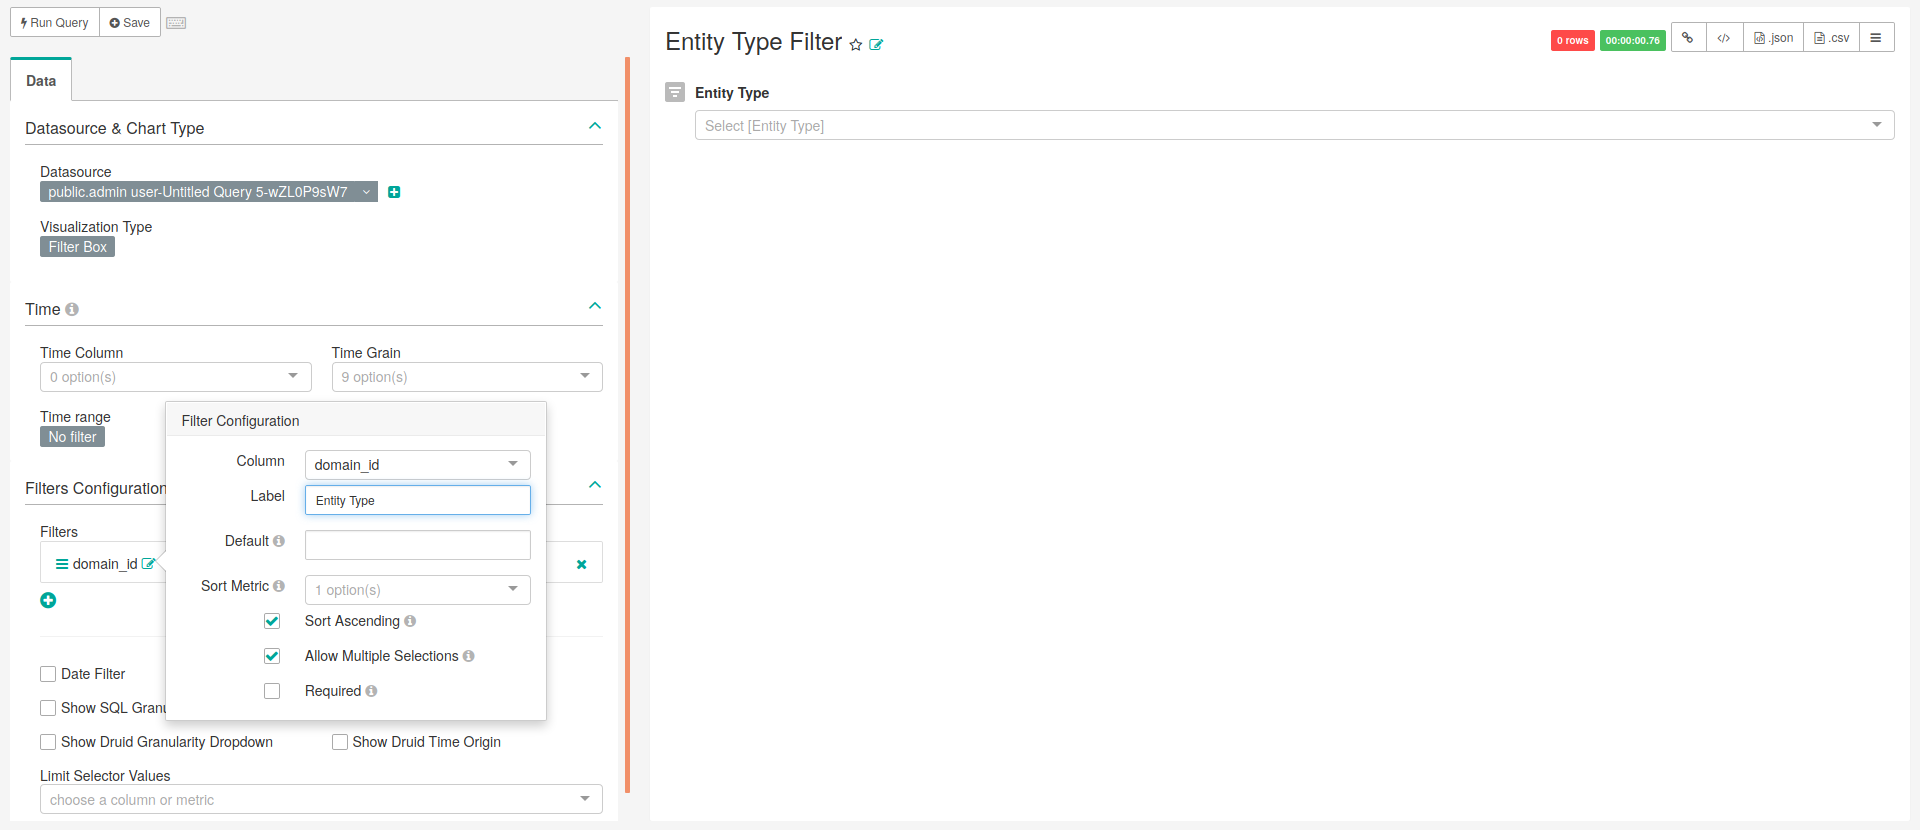 Run Query
Save
Data
Datasource & Chart Type
Datasource
public.admin user-Untitled Query 5-wZL0P9sW7
Visualization Type
Filter Box
Time
Time Column
Time Grain
0 option(s)
9 option(s)
Time range
No filter
Filters Configuration
Filters
domain_id
Filter Configuration
Column
domain_id
Label
Entity Type
Default
Sort Metric
1 option(s)
Sort Ascending
Allow Multiple Selections
Required
Date Filter
Show SQL Granu
Show Druid Granularity Dropdown
Show Druid Time Origin
Limit Selector Values
choose a column or metric
Entity Type Filter
0 rows
00:00:00.76
.json
.csv
Entity Type
Select [Entity Type]